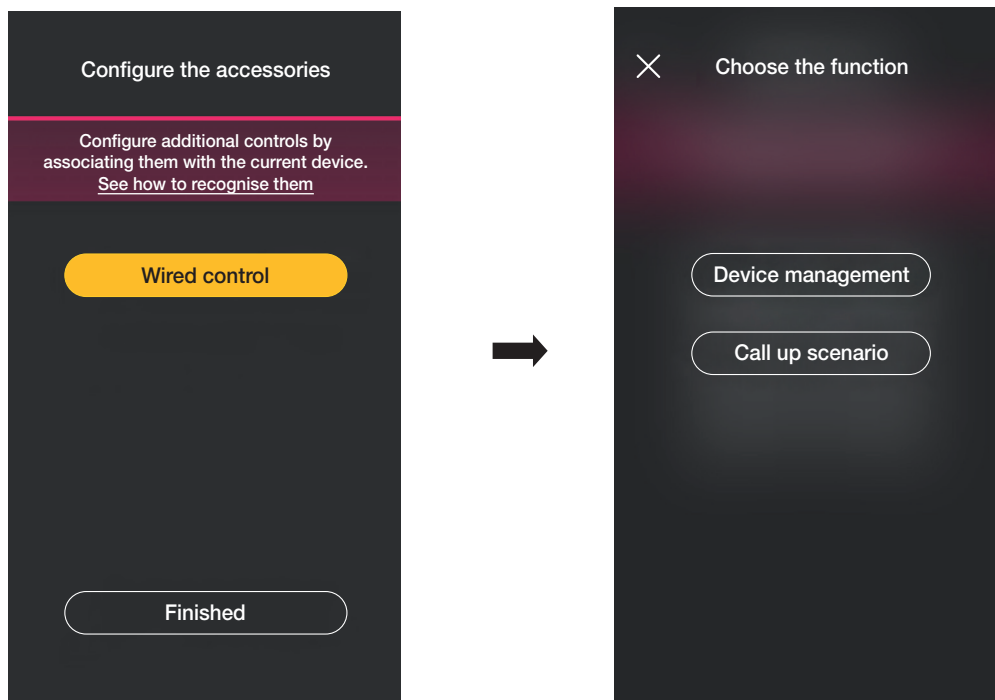 Configure the accessories
Configure additional controls by
associating them with the current device.
See how to recognise them
Wired control
Finished
Choose the function
Device management
Call up scenario